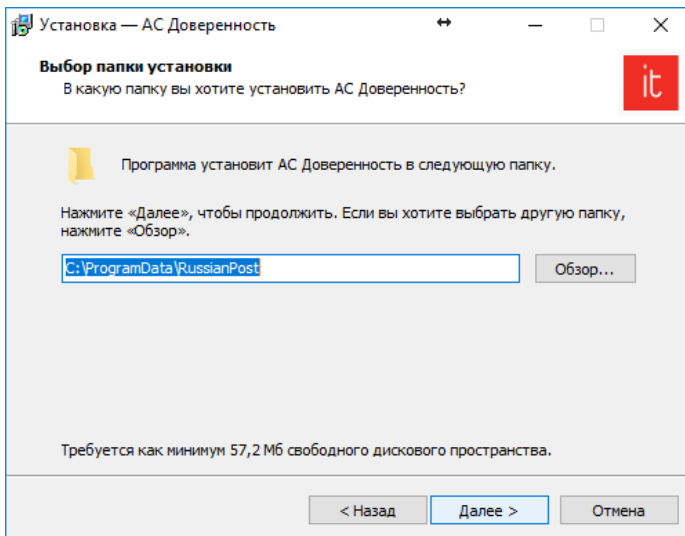 Установка — АС Доверенность
Выбор папки установки
В какую папку вы хотите установить АС Доверенность?
it
Программа установит АС Доверенность в следующую папку.
Нажмите «Далее», чтобы продолжить. Если вы хотите выбрать другую папку,
нажмите «Обзор».
C:\ProgramData\RussianPost
Обзор...
Требуется как минимум 57,2 Мб свободного дискового пространства.
< Назад
Далее >
Отмена